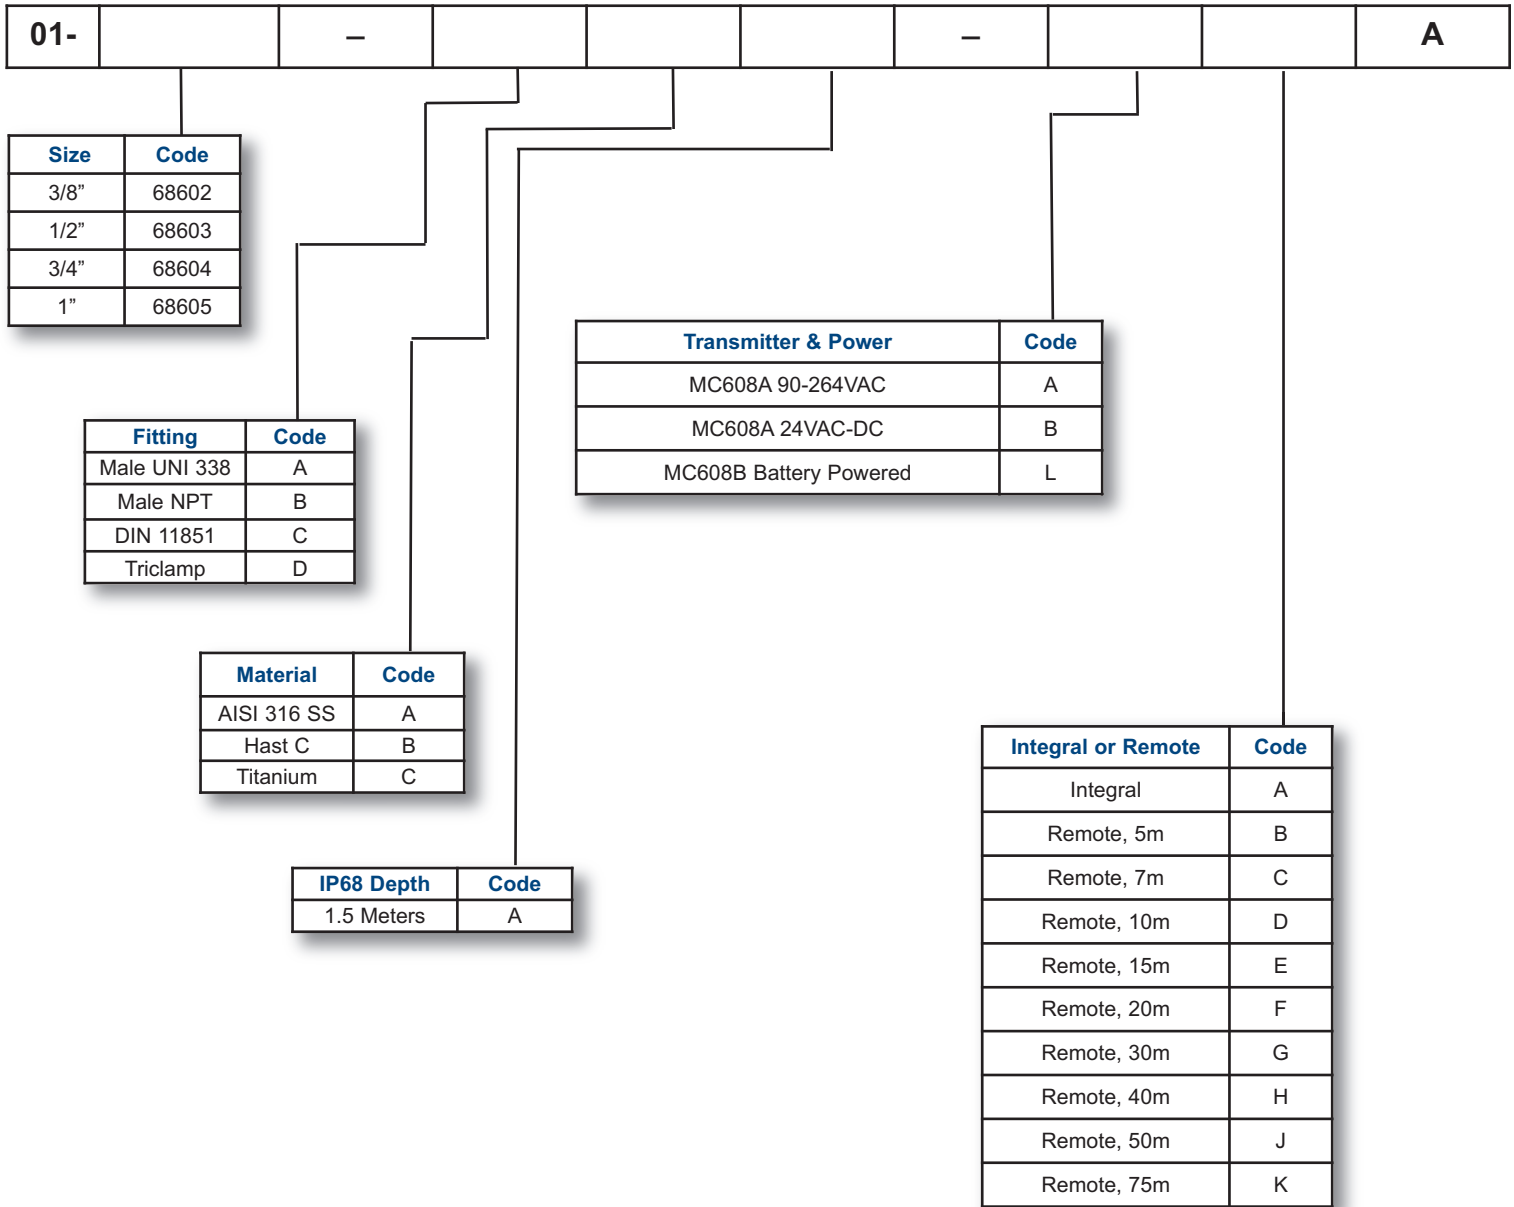 01- – – A
Size Code
3/8” 68602
1/2” 68603
3/4” 68604
1” 68605
Transmitter & Power Code
MC608A 90-264VAC A
MC608A 24VAC-DC B
MC608B Battery Powered L
Fitting Code
Male UNI 338 A
Male NPT B
DIN 11851 C
Triclamp D
Material Code
AISI 316 SS A
Hast C B
Titanium C
Integral or Remote Code
Integral A
Remote, 5m B
Remote, 7m C
Remote, 10m D
Remote, 15m E
Remote, 20m F
Remote, 30m G
Remote, 40m H
Remote, 50m J
Remote, 75m K
IP68 Depth Code
1.5 Meters A